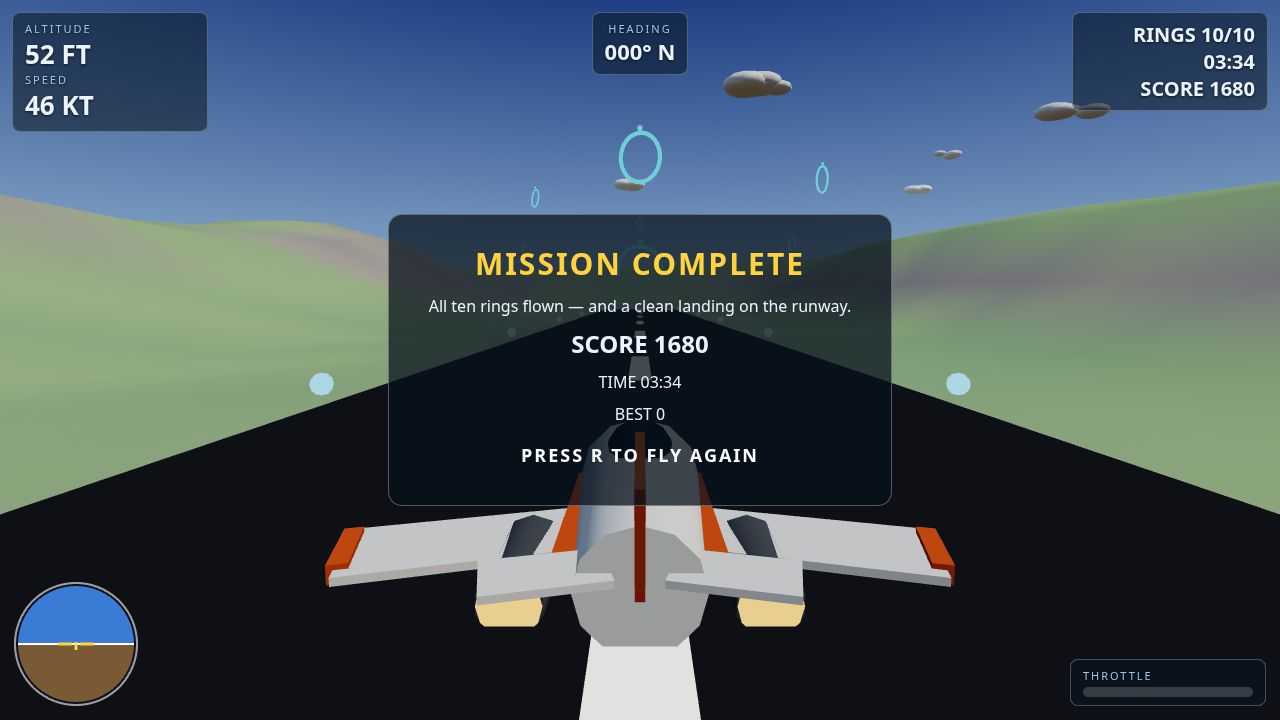 ALTITUDE
52 FT
SPEED
46 KT
HEADING
000° N
RINGS 10/10
03:34
SCORE 1680
MISSION COMPLETE
All ten rings flown — and a clean landing on the runway.
SCORE 1680
TIME 03:34
BEST 0
PRESS R TO FLY AGAIN
THROTTLE